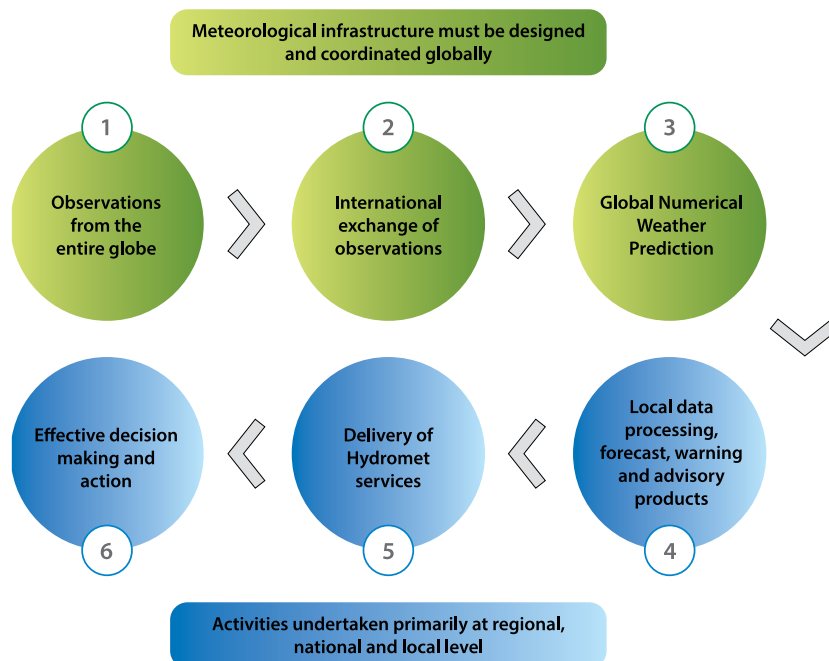 Meteorological infrastructure must be designed
and coordinated globally
1
Observations
from the
entire globe
2
International
exchange of
observations
3
Global Numerical
Weather
Prediction
Local data
processing,
forecast, warning
and advisory
products
4
Delivery of
Hydromet
services
5
Effective decision
making and
action
6
Activities undertaken primarily at regional,
national and local level